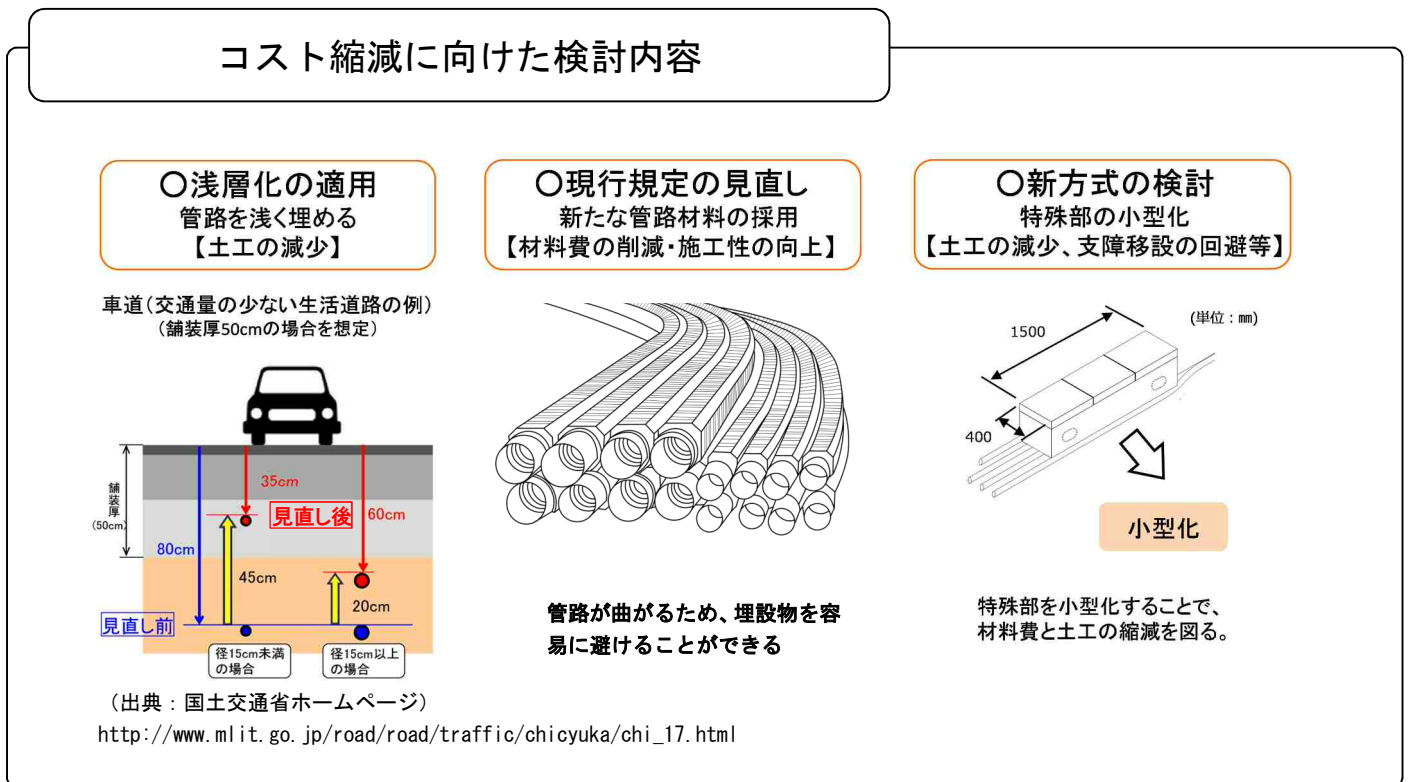 コスト縮減に向けた検討内容
〇浅層化の適用
管路を浅く埋める
【土工の減少】
車道(交通量の少ない生活道路の例)
(舗装厚50cmの場合を想定)
舗装厚
(50cm)
35cm
見直し後
60cm
80cm
45cm
20cm
見直し前
径15cm未満
の場合
径15cm以上
の場合
(出典：国土交通省ホームページ)
http://www.mlit.go.jp/road/road/traffic/chicyuka/chi_17.html
〇現行規定の見直し
新たな管路材料の採用
【材料費の削減・施工性の向上】
管路が曲がるため、埋設物を容
易に避けることができる
〇新方式の検討
特殊部の小型化
【土工の減少、支障移設の回避等】
(単位：㎜)
1500
400
小型化
特殊部を小型化することで、
材料費と土工の縮減を図る。